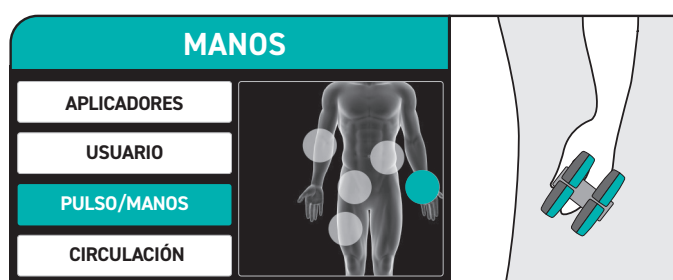 MANOS
APLICADORES
USUARIO
PULSO/MANOS
CIRCULACIÓN